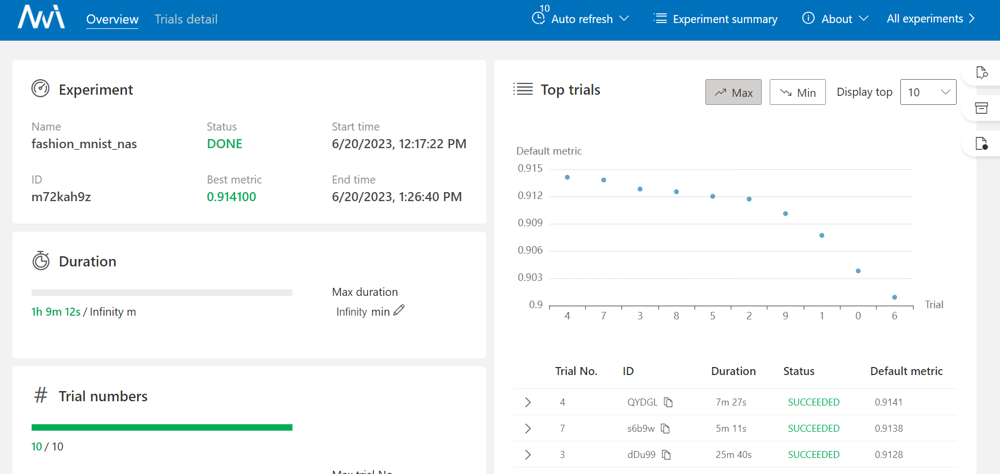 Overview Trials detail 10 Auto refresh Experiment summary About All experiments
Experiment
Name Status Start time
fashion_mnist_nas DONE 6/20/2023, 12:17:22 PM
ID Best metric End time
m72kah9z 0.914100 6/20/2023, 1:26:40 PM
Duration
Max duration
1h 9m 12s / Infinity m Infinity min
# Trial numbers
10 / 10
Max trial No
Top trials Max Min Display top 10
Default metric
0.915
0.912
0.909
0.906
0.903
0.9
Trial
4 7 3 8 5 2 9 1 0 6
Trial No. ID Duration Status Default metric
4 QYDGL 7m 27s SUCCEEDED 0.9141
7 s6b9w 5m 11s SUCCEEDED 0.9138
3 dDu99 25m 40s SUCCEEDED 0.9128